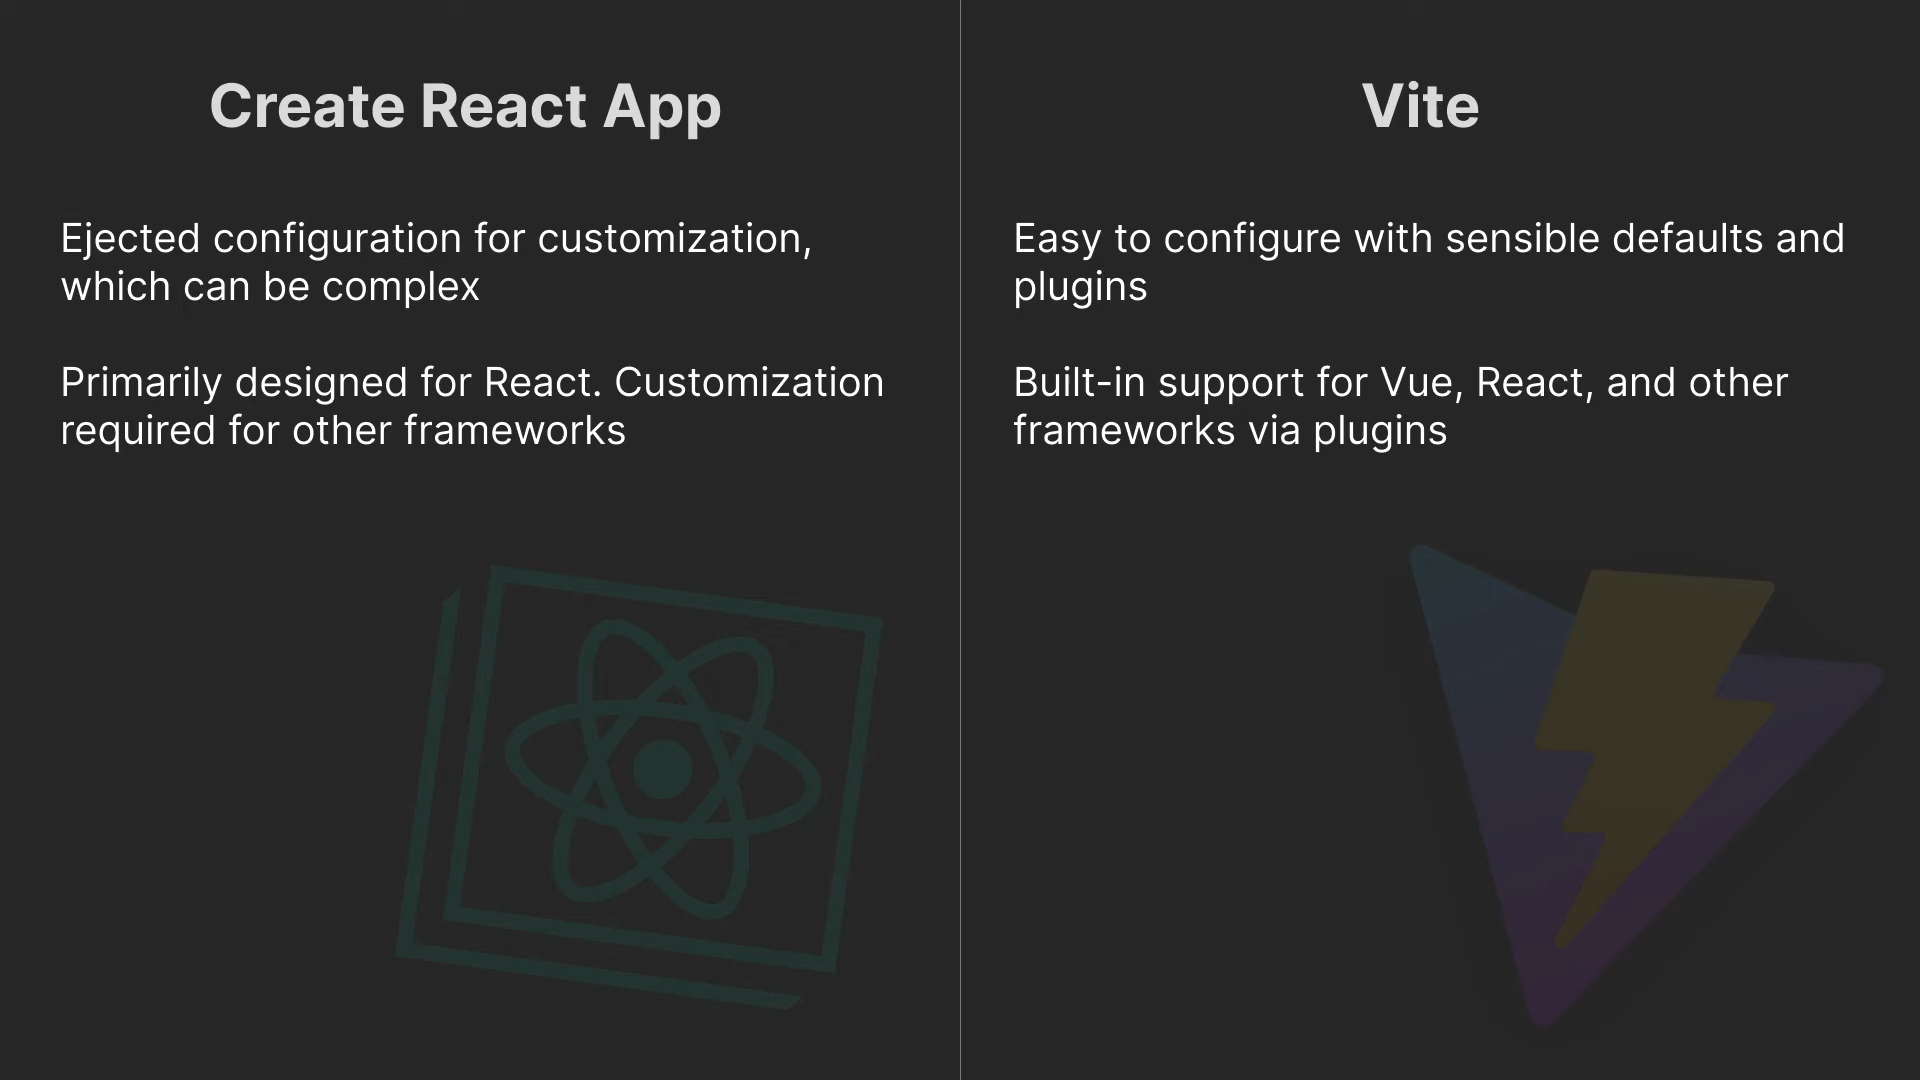 Create React App
Ejected configuration for customization,
which can be complex
Primarily designed for React. Customization
required for other frameworks
Vite
Easy to configure with sensible defaults and
plugins
Built-in support for Vue, React, and other
frameworks via plugins